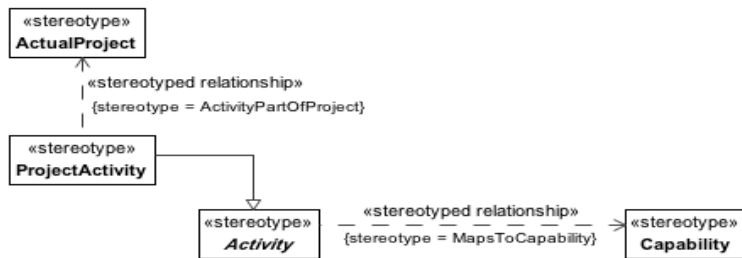 «stereotype»
ActualProject
«stereotyped relationship»
{stereotype = ActivityPartOfProject}
«stereotype»
ProjectActivity
«stereotype»
Activity
«stereotyped relationship»
{stereotype = MapsToCapability}
«stereotype»
Capability